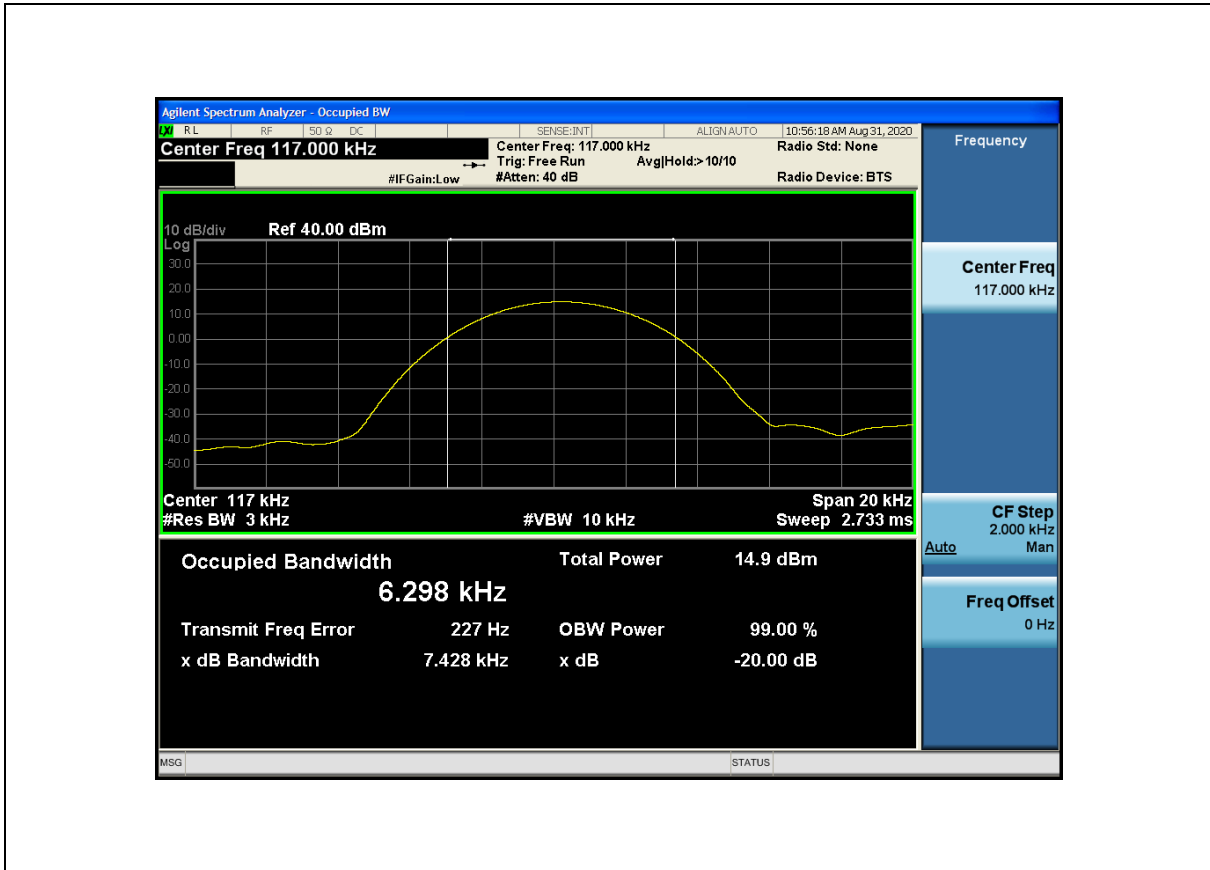 Agilent Spectrum Analyzer - Occupied BW
LXI RL RF 50 Ω DC SENSE:INT ALIGN AUTO 10:56:18 AM Aug 31, 2020
Center Freq 117.000 kHz
Center Freq: 117.000 kHz Radio Std: None
Trig: Free Run Avg|Hold:>10/10
#IFGain:Low #Atten: 40 dB Radio Device: BTS
10 dB/div Ref 40.00 dBm
Log
30.0
20.0
10.0
0.00
-10.0
-20.0
-30.0
-40.0
-50.0
Center 117 kHz Span 20 kHz
#Res BW 3 kHz #VBW 10 kHz Sweep 2.733 ms
Occupied Bandwidth Total Power 14.9 dBm
6.298 kHz
Transmit Freq Error 227 Hz OBW Power 99.00 %
x dB Bandwidth 7.428 kHz x dB -20.00 dB
MSG STATUS
Frequency
Center Freq
117.000 kHz
CF Step
2.000 kHz
Auto Man
Freq Offset
0 Hz